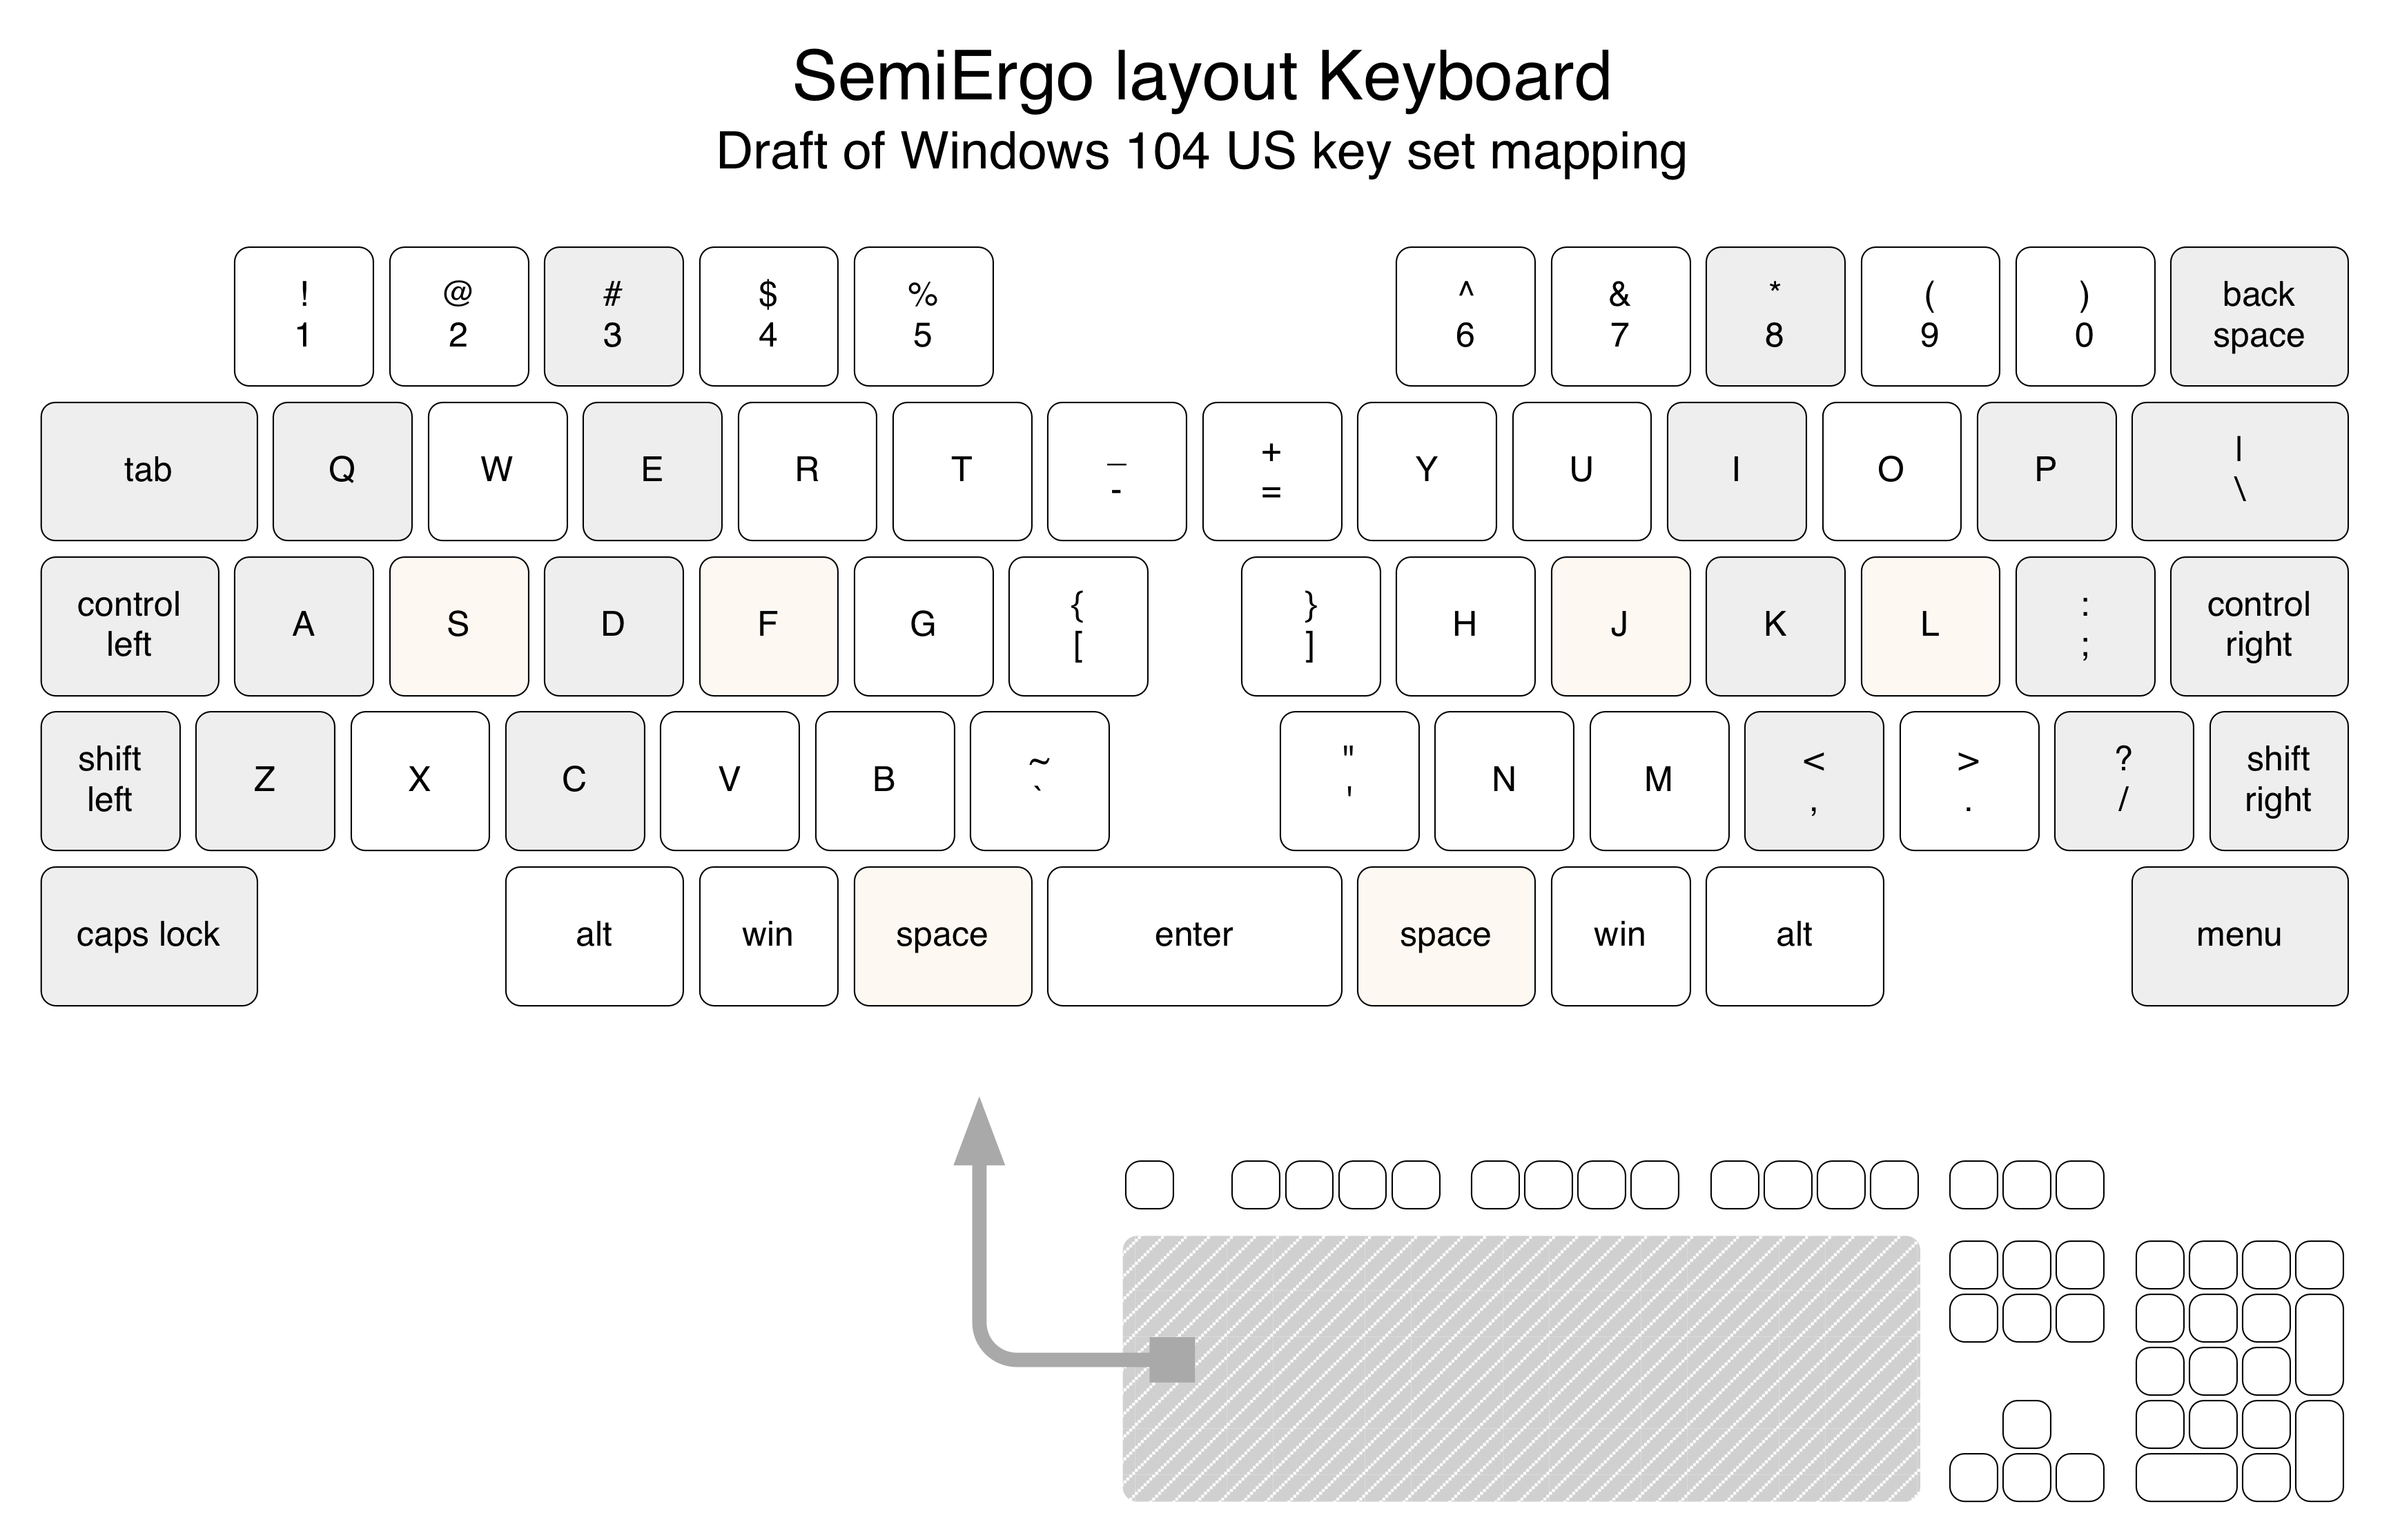 SemiErgo layout Keyboard
Draft of Windows 104 US key set mapping
! @ # $ % ^ & * ( ) back
1 2 3 4 5 6 7 8 9 0 space
tab Q W E R T _ + Y U I O P |
- = \
control { } : control
left A S D F G [ ] H J K L ; right
shift ~ " < > ? shift
left Z X C V B ` ' N M , . / right
caps lock alt win space enter space win alt menu